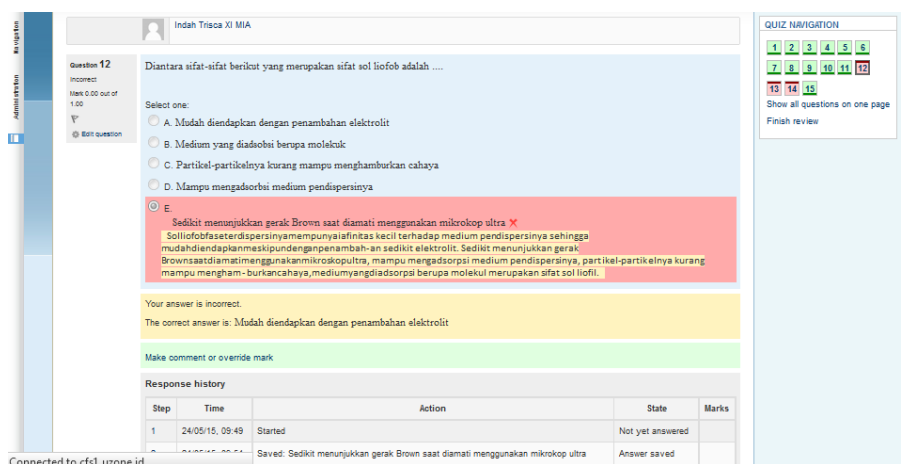 Navigation
Administration
Indah Trisca XI MIA
Question 12
Incorrect
Mark 0.00 out of
1.00
Edit question
Diantara sifat-sifat berikut yang merupakan sifat sol liofob adalah ....
Select one:
A. Mudah diendapkan dengan penambahan elektrolit
B. Medium yang diadsobsi berupa molekuk
C. Partikel-partikelnya kurang mampu menghamburkan cahaya
D. Mampu mengadsorbsi medium pendispersinya
E.
Sedikit menunjukkan gerak Brown saat diamati menggunakan mikrokop ultra
Solliofobfaseterdispersinyamempunyaiafinitas kecil terhadap medium pendispersinya sehingga
mudahdiendapkanmeskipundenganpenambah-an sedikit elektrolit. Sedikit menunjukkan gerak
Brownsaatdiamatimenggunakanmikroskopultra, mampu mengadsorpsi medium pendispersinya, partikel-partikelnya kurang
mampu mengham-burkancahaya,mediumyangdiadsorpsi berupa molekul merupakan sifat sol liofil.
Your answer is incorrect.
The correct answer is: Mudah diendapkan dengan penambahan elektrolit
Make comment or override mark
Response history
Step Time Action State Marks
1 24/05/15, 09:49 Started Not yet answered
Saved: Sedikit menunjukkan gerak Brown saat diamati menggunakan mikrokop ultra Answer saved
Connected to cfs1.uzone.id
QUIZ NAVIGATION
1 2 3 4 5 6
7 8 9 10 11 12
13 14 15
Show all questions on one page
Finish review